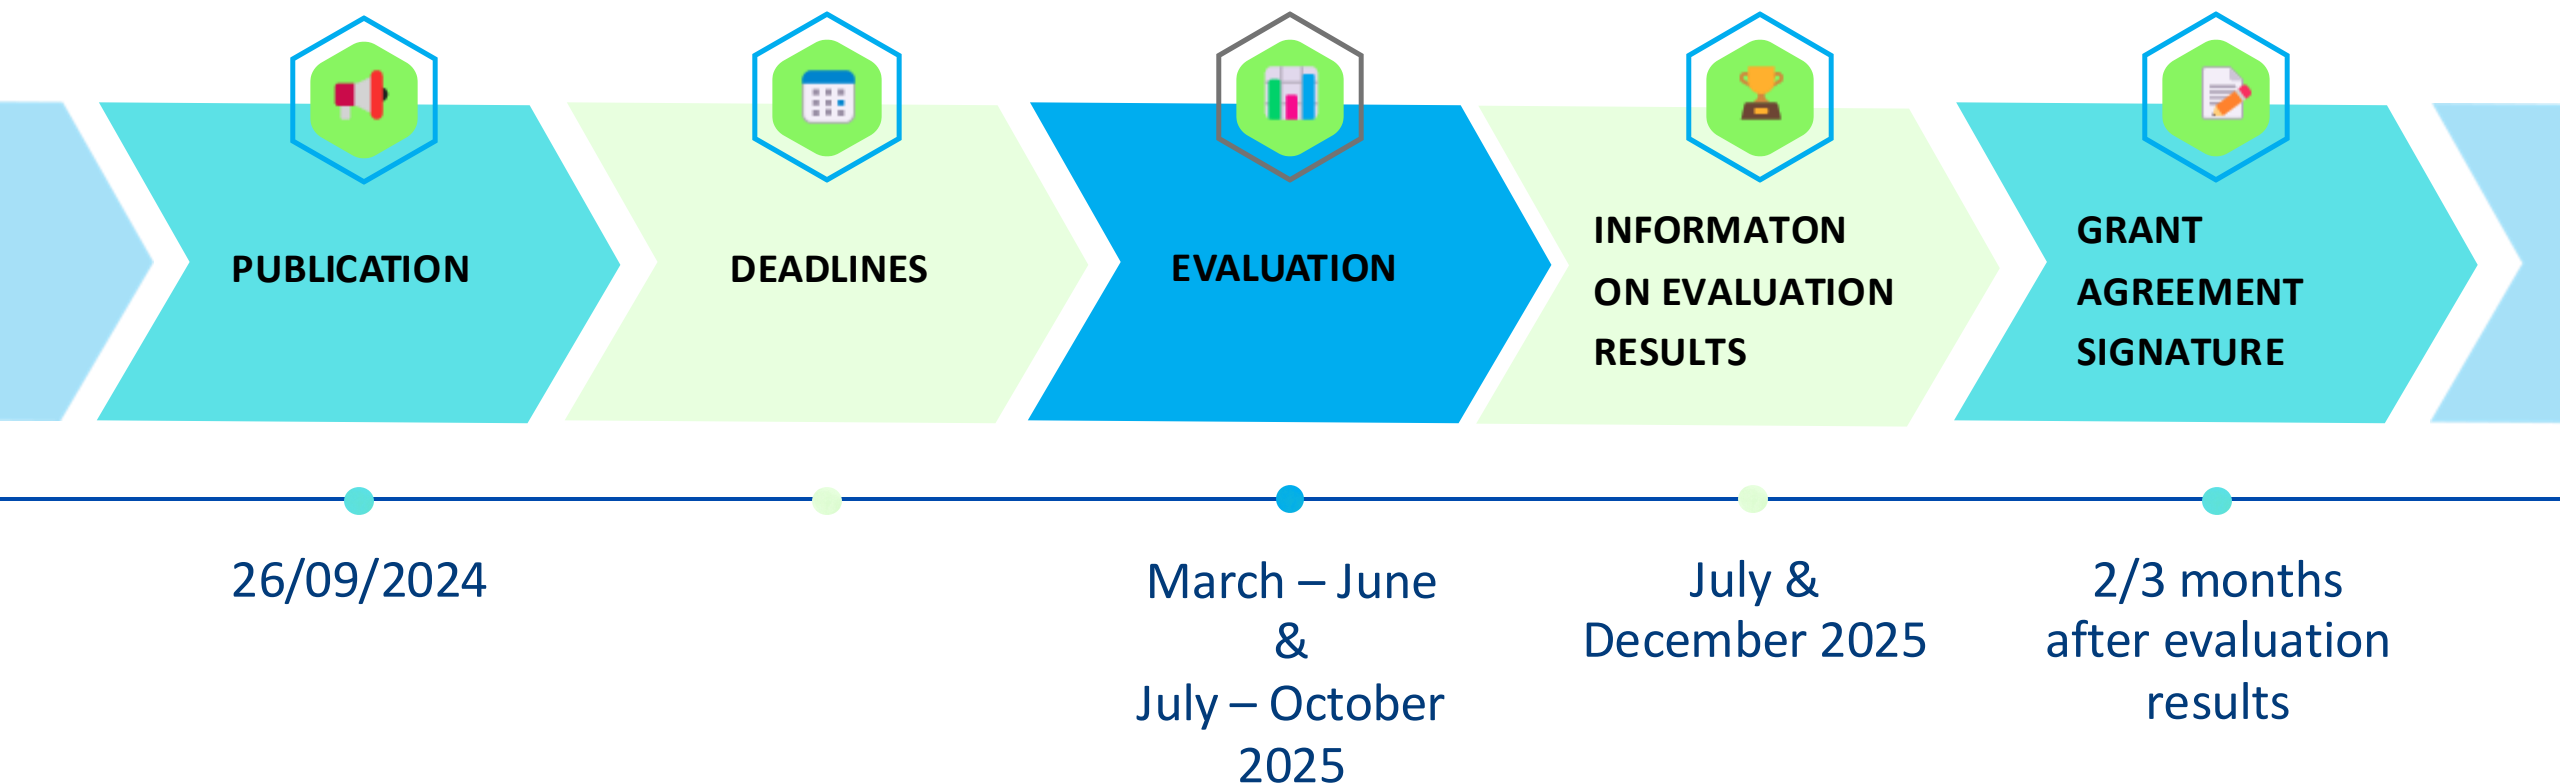 PUBLICATION
DEADLINES
EVALUATION
INFORMATON
ON EVALUATION
RESULTS
GRANT
AGREEMENT
SIGNATURE
26/09/2024
March – June
&
July – October
2025
July &
December 2025
2/3 months
after evaluation
results